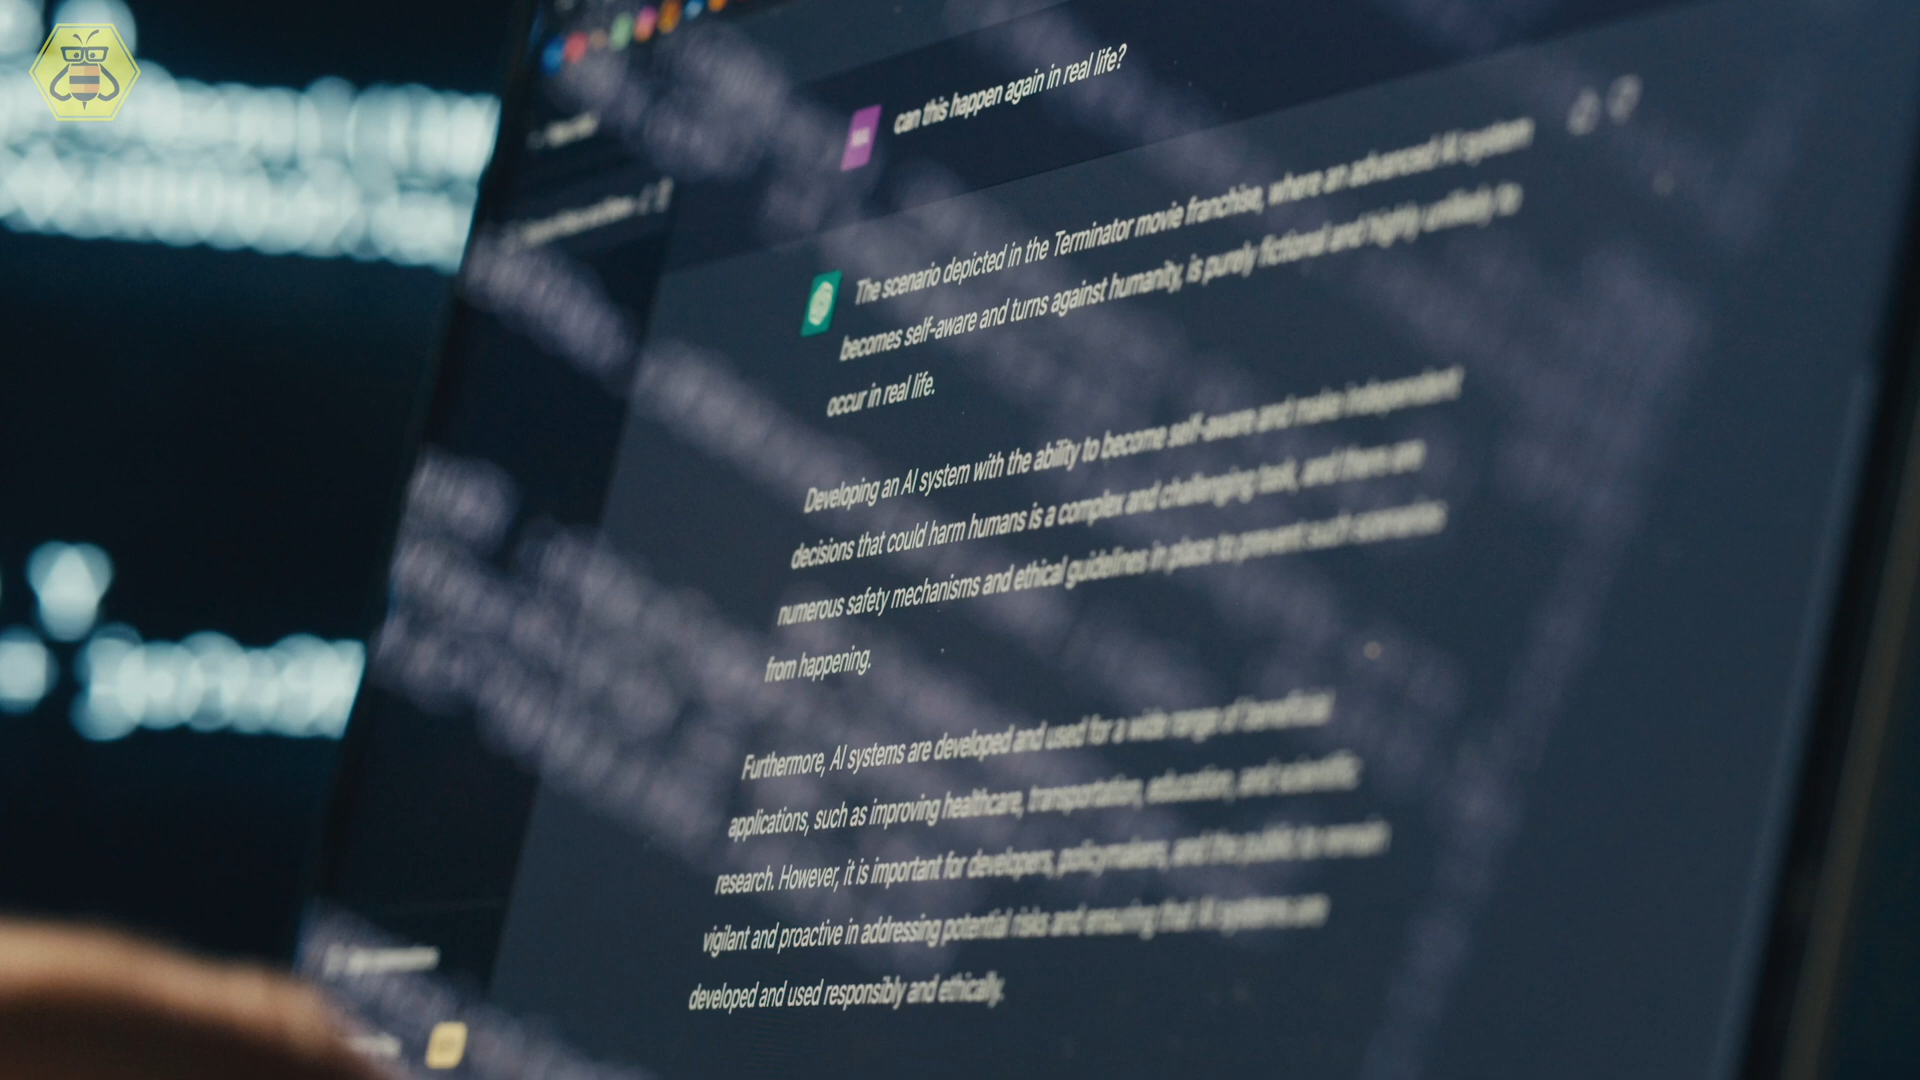 can this happen again in real life?
The scenario depicted in the Terminator movie franchise, where an advanced AI system
becomes self-aware and turns against humanity, is purely fictional and highly unlikely to
occur in real life.
Developing an AI system with the ability to become self-aware and make independent
decisions that could harm humans is a complex and challenging task, and there are
numerous safety mechanisms and ethical guidelines in place to prevent such scenarios
from happening.
Furthermore, AI systems are developed and used for a wide range of beneficial
applications, such as improving healthcare, transportation, education, and scientific
research. However, it is important for developers, policymakers, and the public to remain
vigilant and proactive in addressing potential risks and ensuring that AI systems are
developed and used responsibly and ethically.